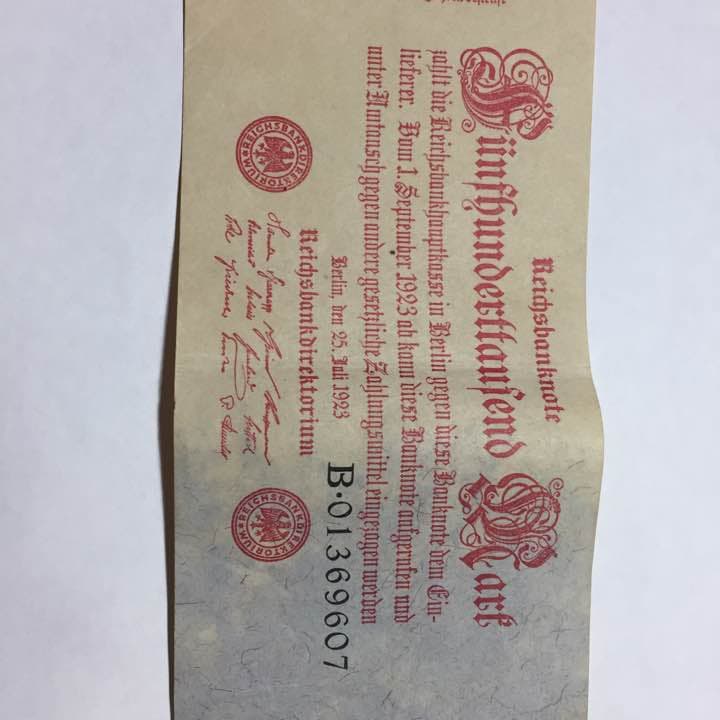 Reichsbanknote
Fünfhunderttausend Mark
zahlt die Reichsbankhauptkasse in Berlin gegen diese Banknote dem Ein-
lieferer. Vom 1. September 1923 ab kann diese Banknote aufgerufen und
unter Umtausch gegen andere gesetzliche Zahlungsmittel eingezogen werden
Berlin, den 25. Juli 1923
B·01369607
Reichsbankdirektorium
REICHSBANKDIREKTORIUM
REICHSBANKDIREKTORIUM